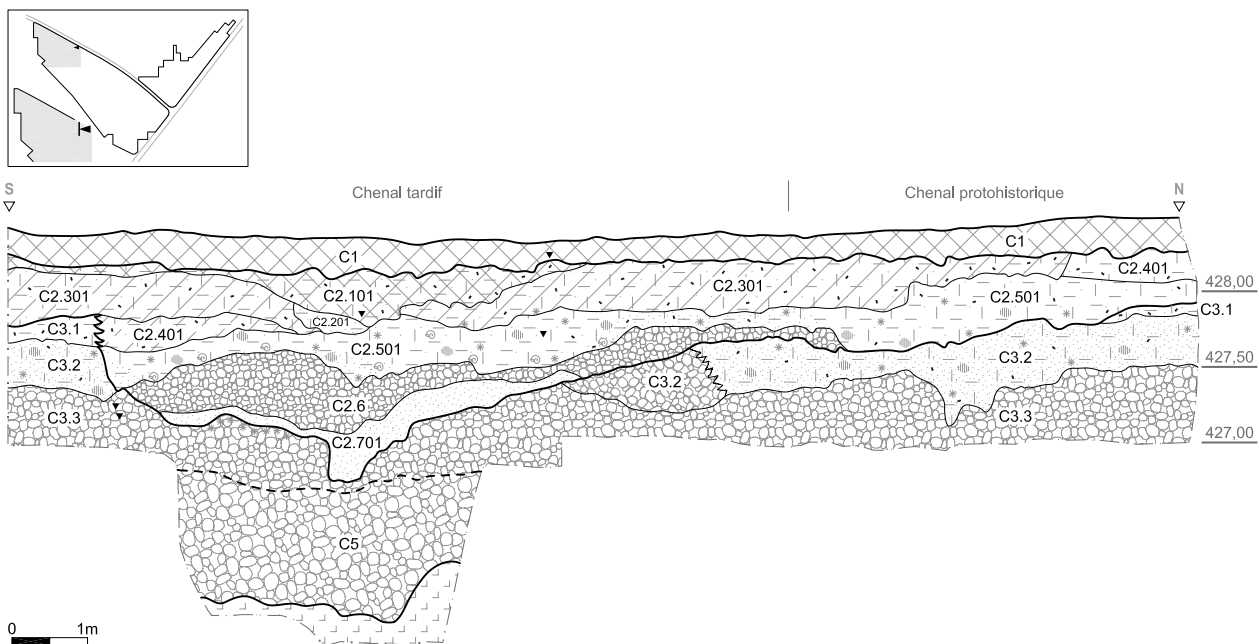 S
Chenal tardif
Chenal protohistorique
N
C1
C1
C2.401
428,00
C2.301
C2.101
C2.301
C2.501
C3.1
C2.201
C3.1
C2.401
C2.501
C3.2
C3.2
427,50
C3.2
C2.6
C3.3
C3.3
C2.701
427,00
C5
0 1m